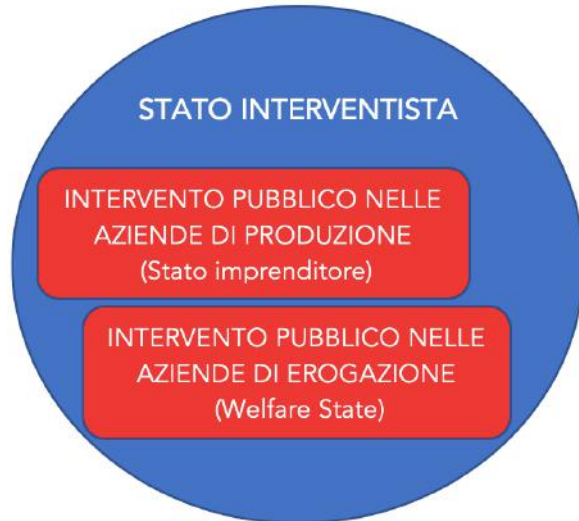 STATO INTERVENTISTA
INTERVENTO PUBBLICO NELLE
AZIENDE DI PRODUZIONE
(Stato imprenditore)
INTERVENTO PUBBLICO NELLE
AZIENDE DI EROGAZIONE
(Welfare State)